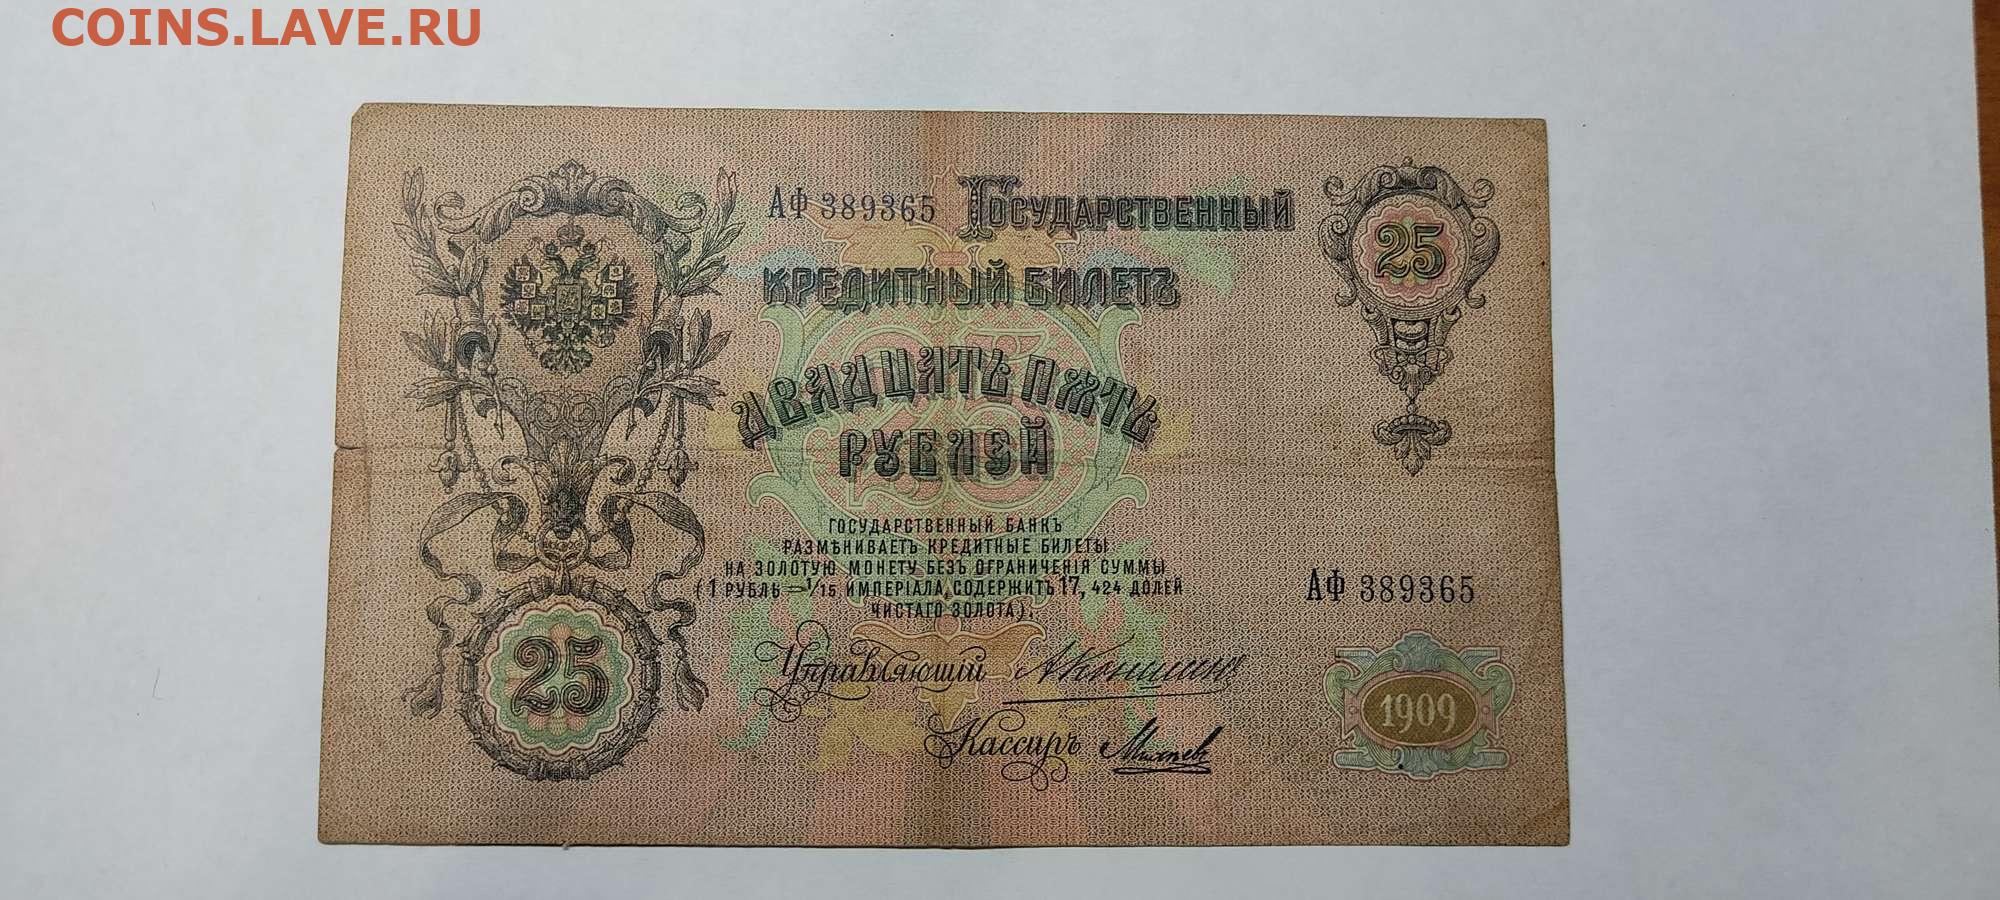 COINS.LAVE.RU
АФ 389365 ГОСУДАРСТВЕННЫЙ
25
КРЕДИТНЫЙ БИЛЕТЪ
ДВАДЦАТЬ ПЯТЬ
РУБЛЕЙ
ГОСУДАРСТВЕННЫЙ БАНКЪ
РАЗМѢНИВАЕТЪ КРЕДИТНЫЕ БИЛЕТЫ
НА ЗОЛОТУЮ МОНЕТУ БЕЗЪ ОГРАНИЧЕНІЯ СУММЫ
(1 РУБЛЬ = 1/15 ИМПЕРІАЛА, СОДЕРЖИТЪ 17, 424 ДОЛЕЙ
ЧИСТАГО ЗОЛОТА).
АФ 389365
25
Управляющій АКоншинъ
Кассиръ
1909